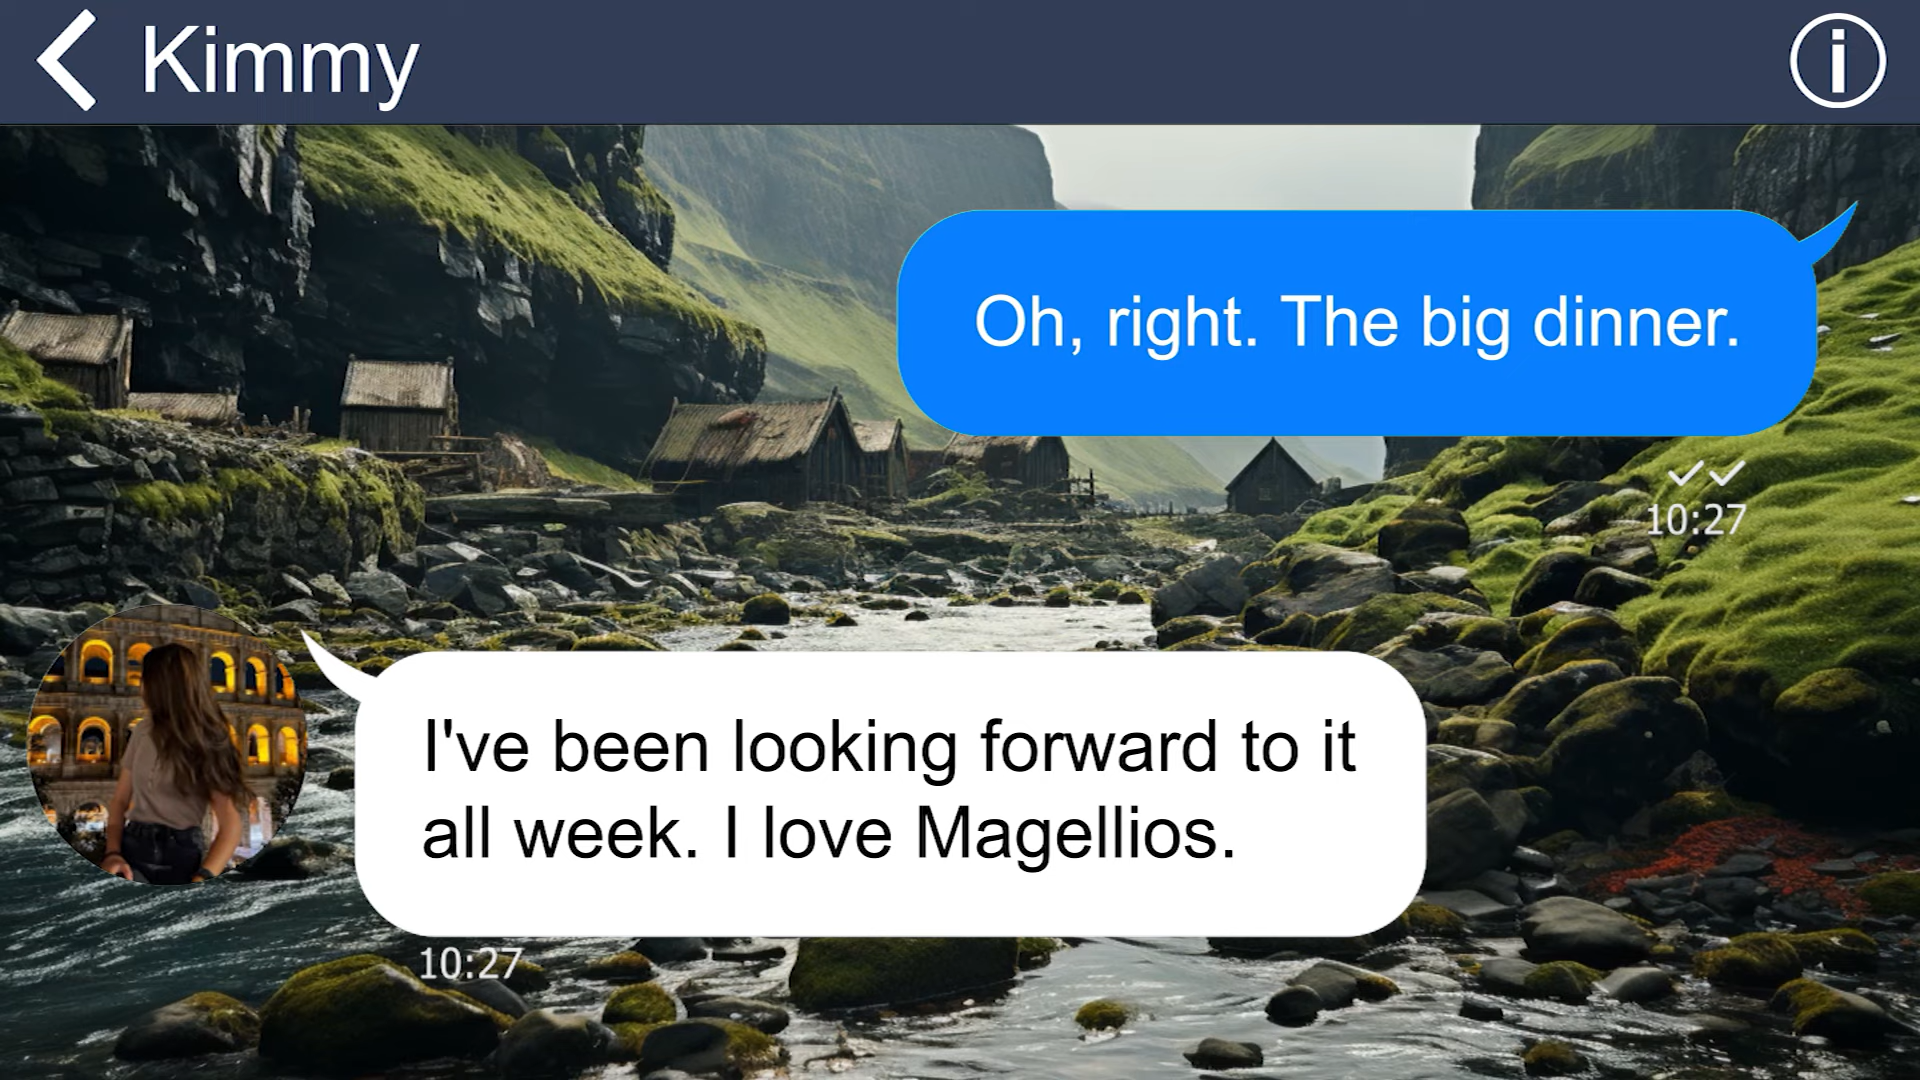 Kimmy
Oh, right. The big dinner.
10:27
I've been looking forward to it
all week. I love Magellios.
10:27